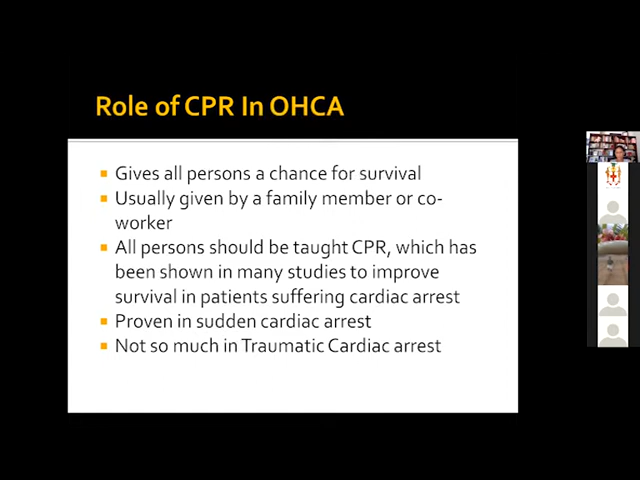 Role of CPR In OHCA
Gives all persons a chance for survival
Usually given by a family member or co-
worker
All persons should be taught CPR, which has
been shown in many studies to improve
survival in patients suffering cardiac arrest
Proven in sudden cardiac arrest
Not so much in Traumatic Cardiac arrest